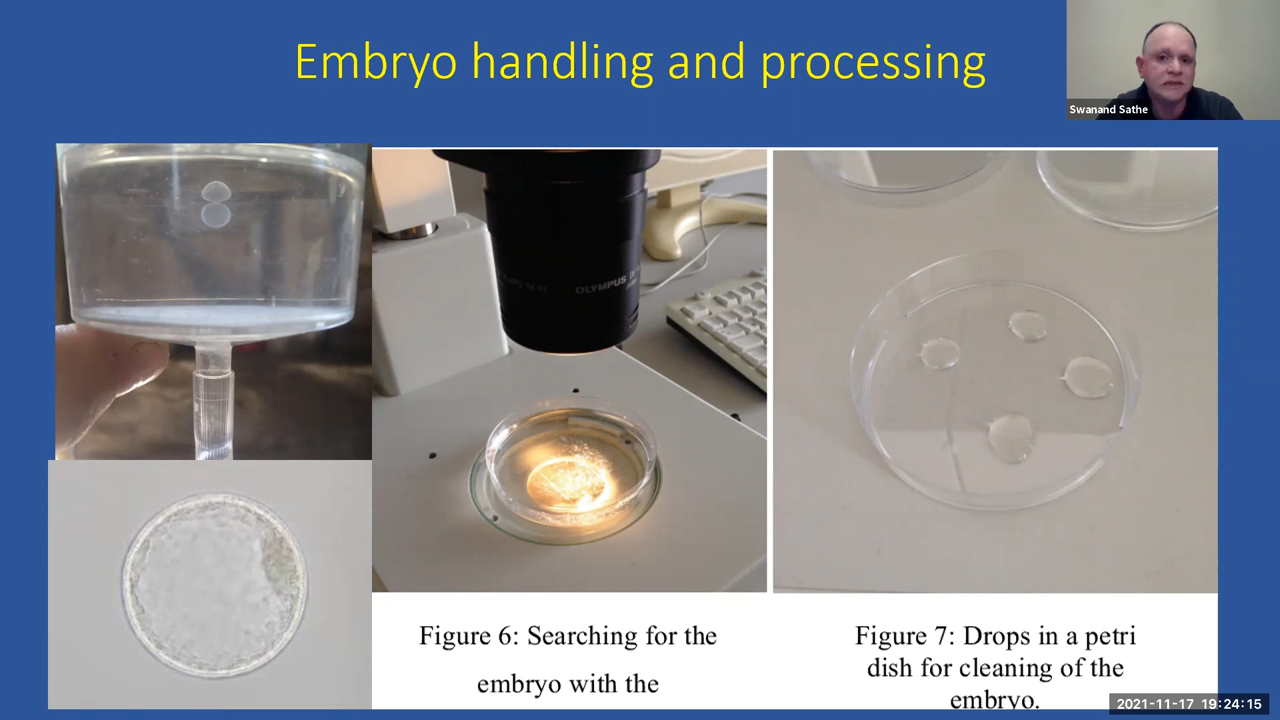 Embryo handling and processing
Swanand Sathe
OLYMPUS
Figure 6: Searching for the
embryo with the
Figure 7: Drops in a petri
dish for cleaning of the
embryo.
2021-11-17 19:24:15